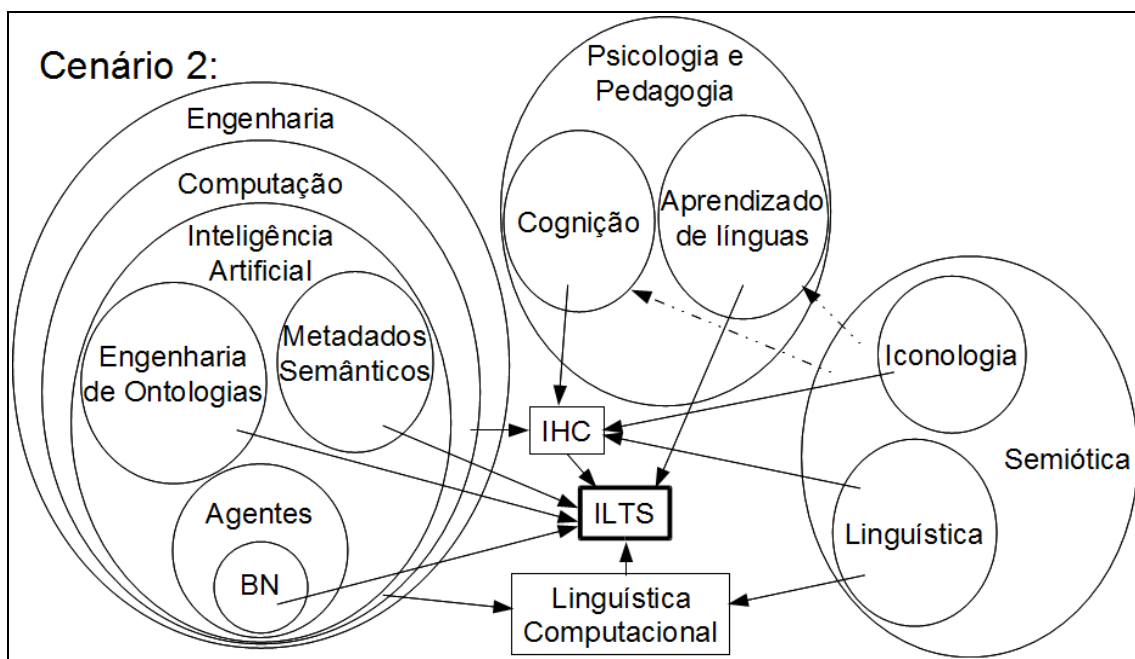 Cenário 2:
Engenharia
Computação
Inteligência
Artificial
Engenharia
de Ontologias
Metadados
Semânticos
Agentes
BN
Psicologia e
Pedagogia
Cognição
Aprendizado
de línguas
IHC
ILTS
Linguística
Computacional
Iconologia
Semiótica
Linguística